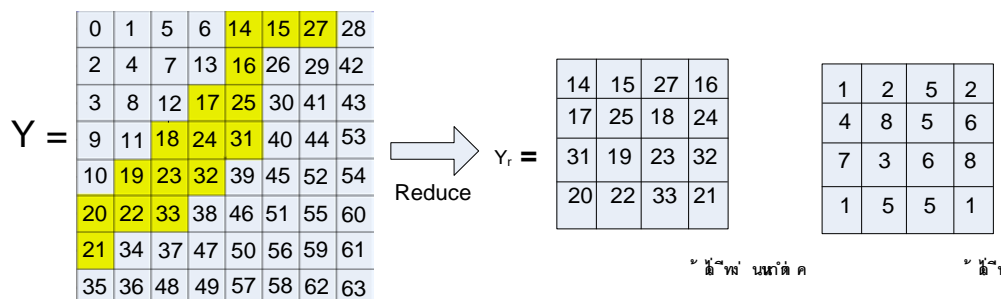 0 1 5 6 14 15 27 28
2 4 7 13 16 26 29 42
3 8 12 17 25 30 41 43
9 11 18 24 31 40 44 53
10 19 23 32 39 45 52 54
20 22 33 38 46 51 55 60
21 34 37 47 50 56 59 61
35 36 48 49 57 58 62 63
Y =
Reduce
Yr =
14 15 27 16
17 25 18 24
31 19 23 32
20 22 33 21
1 2 5 2
4 8 5 6
7 3 6 8
1 5 5 1